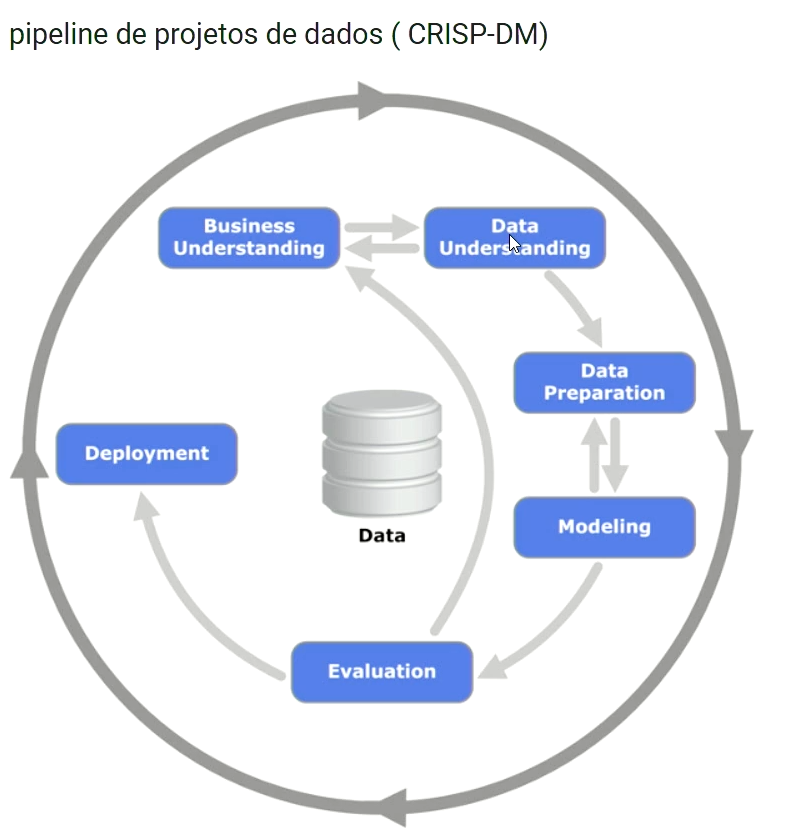 pipeline de projetos de dados ( CRISP-DM)
Business
Understanding
Data
Understanding
Data
Preparation
Modeling
Evaluation
Deployment
Data